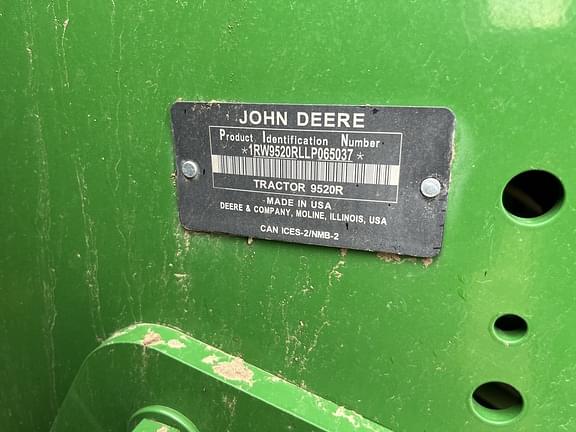 JOHN DEERE
Product Identification Number
*1RW9520RLLP065037*
TRACTOR 9520R
MADE IN USA
DEERE & COMPANY, MOLINE, ILLINOIS, USA
CAN ICES-2/NMB-2